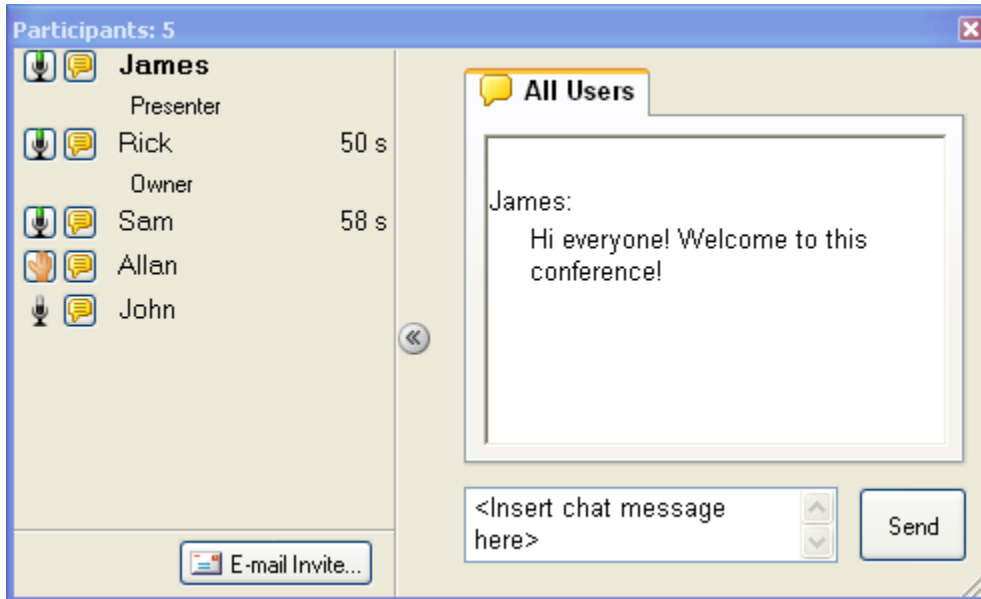 Participants: 5
James
Presenter
Rick 50 s
Owner
Sam 58 s
Allan
John
E-mail Invite...
All Users
James:
Hi everyone! Welcome to this
conference!
<Insert chat message
here>
Send